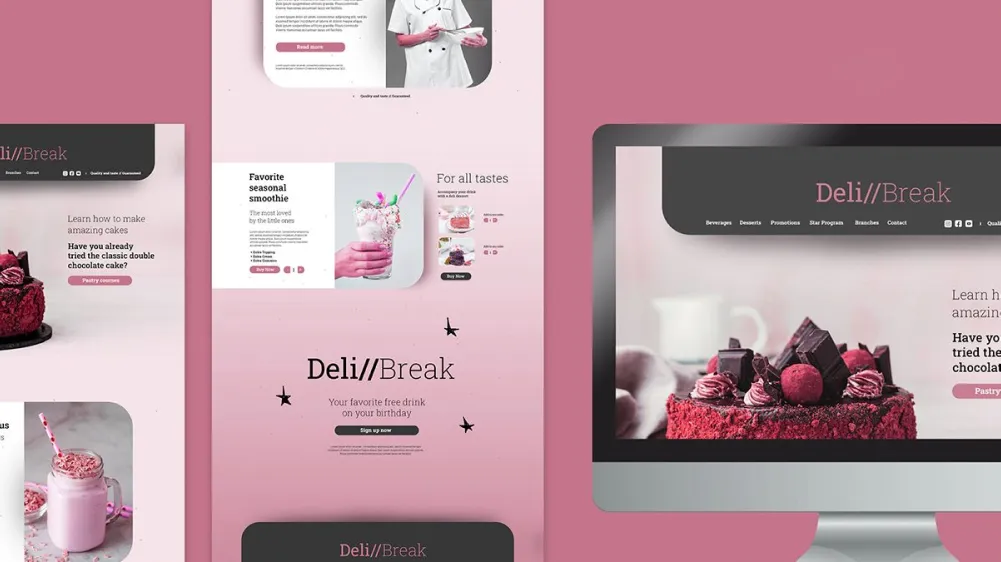 Deli//Break
Branches Contact Quality and taste // Guaranteed
Learn how to make
amazing cakes
Have you already
tried the classic double
chocolate cake?
Pastry courses
us
Read more
Quality and taste // Guaranteed
Favorite
seasonal
smoothie
The most loved
by the little ones
Buy Now
For all tastes
Accompany your drink
with a rich dessert
Buy Now
Deli//Break
Your favorite free drink
on your birthday
Sign up now
Deli//Break
Deli//Break
Beverages Desserts Promotions Star Program Branches Contact
Learn h
amazin
Have yo
tried the
chocolat
Pastry